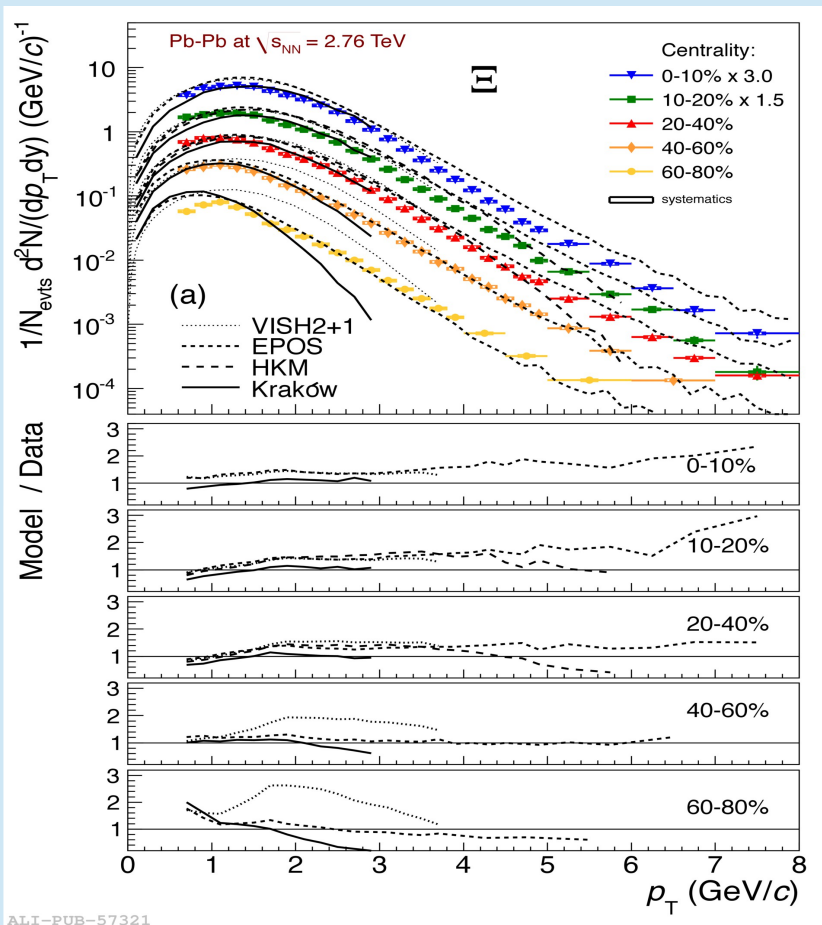 Pb-Pb at √sNN = 2.76 TeV
Ξ
Centrality:
0-10% x 3.0
10-20% x 1.5
20-40%
40-60%
60-80%
systematics
1/Nevts d²N/(dpTdy) (GeV/c)⁻¹
10
1
10⁻¹
10⁻²
10⁻³
10⁻⁴
(a)
VISH2+1
EPOS
HKM
Kraków
Model / Data
3
2
1
0-10%
3
2
1
10-20%
3
2
1
20-40%
3
2
1
40-60%
3
2
1
60-80%
0 1 2 3 4 5 6 7 8
pT (GeV/c)
ALI-PUB-57321